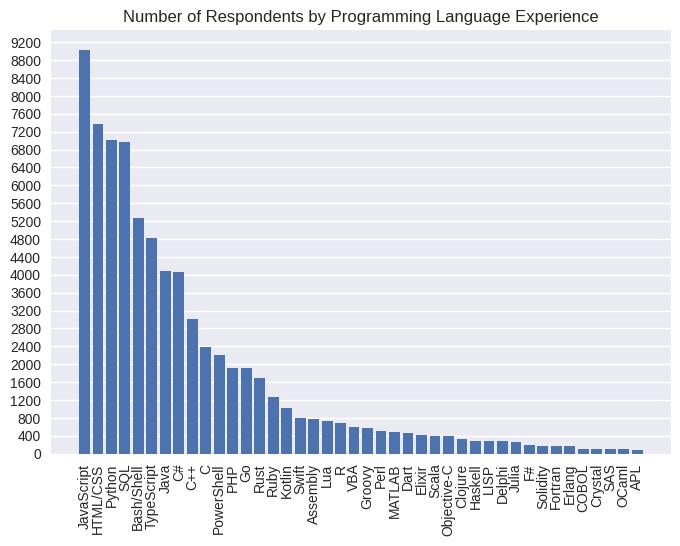 Number of Respondents by Programming Language Experience
9200
8800
8400
8000
7600
7200
6800
6400
6000
5600
5200
4800
4400
4000
3600
3200
2800
2400
2000
1600
1200
800
400
0
JavaScript
HTML/CSS
Python
SQL
Bash/Shell
TypeScript
Java
C#
C++
C
PowerShell
PHP
Go
Rust
Ruby
Kotlin
Swift
Assembly
Lua
R
VBA
Groovy
Perl
MATLAB
Dart
Elixir
Scala
Objective-C
Clojure
Haskell
LISP
Delphi
Julia
F#
Solidity
Fortran
Erlang
COBOL
Crystal
SAS
OCaml
APL